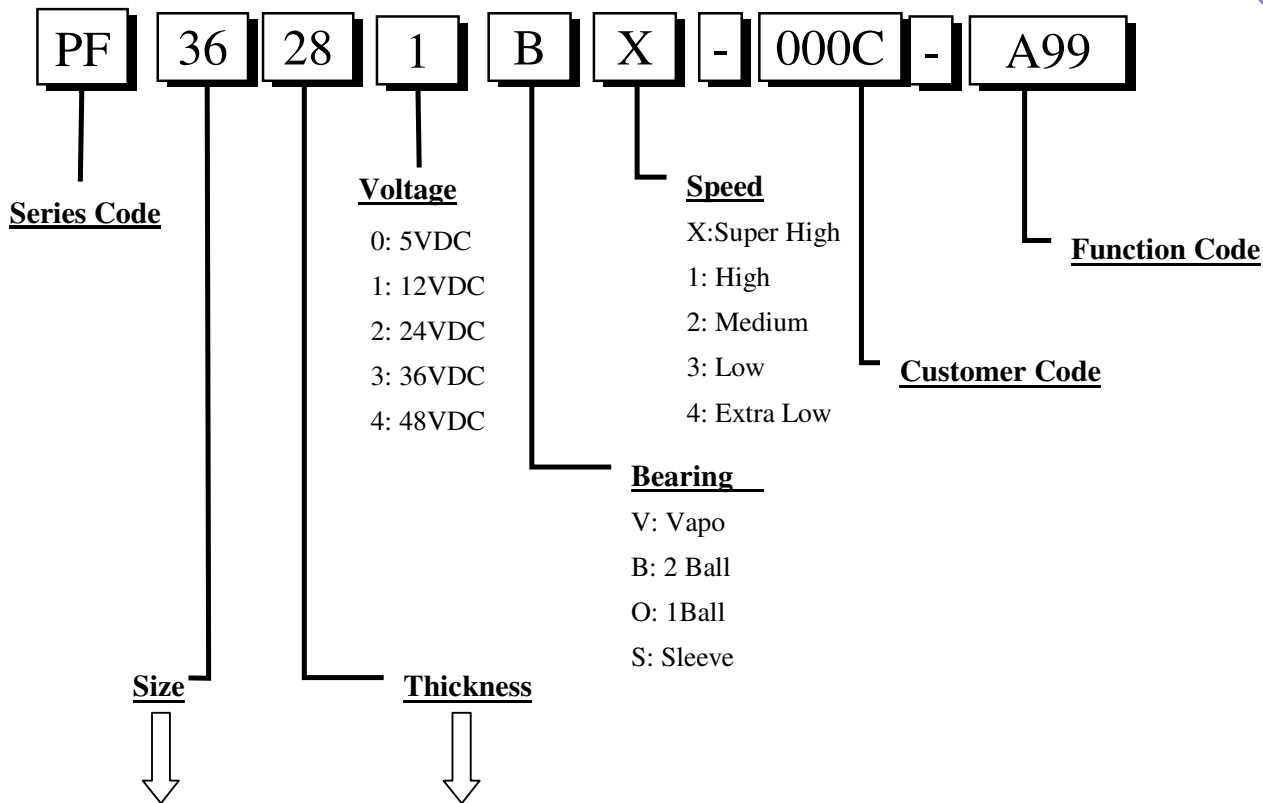 PF 36 28 1 B X - 000C - A99
Series Code
Voltage
0: 5VDC
1: 12VDC
2: 24VDC
3: 36VDC
4: 48VDC
Speed
X:Super High
1: High
2: Medium
3: Low
4: Extra Low
Function Code
Customer Code
Bearing
V: Vapo
B: 2 Ball
O: 1Ball
S: Sleeve
Size
Thickness